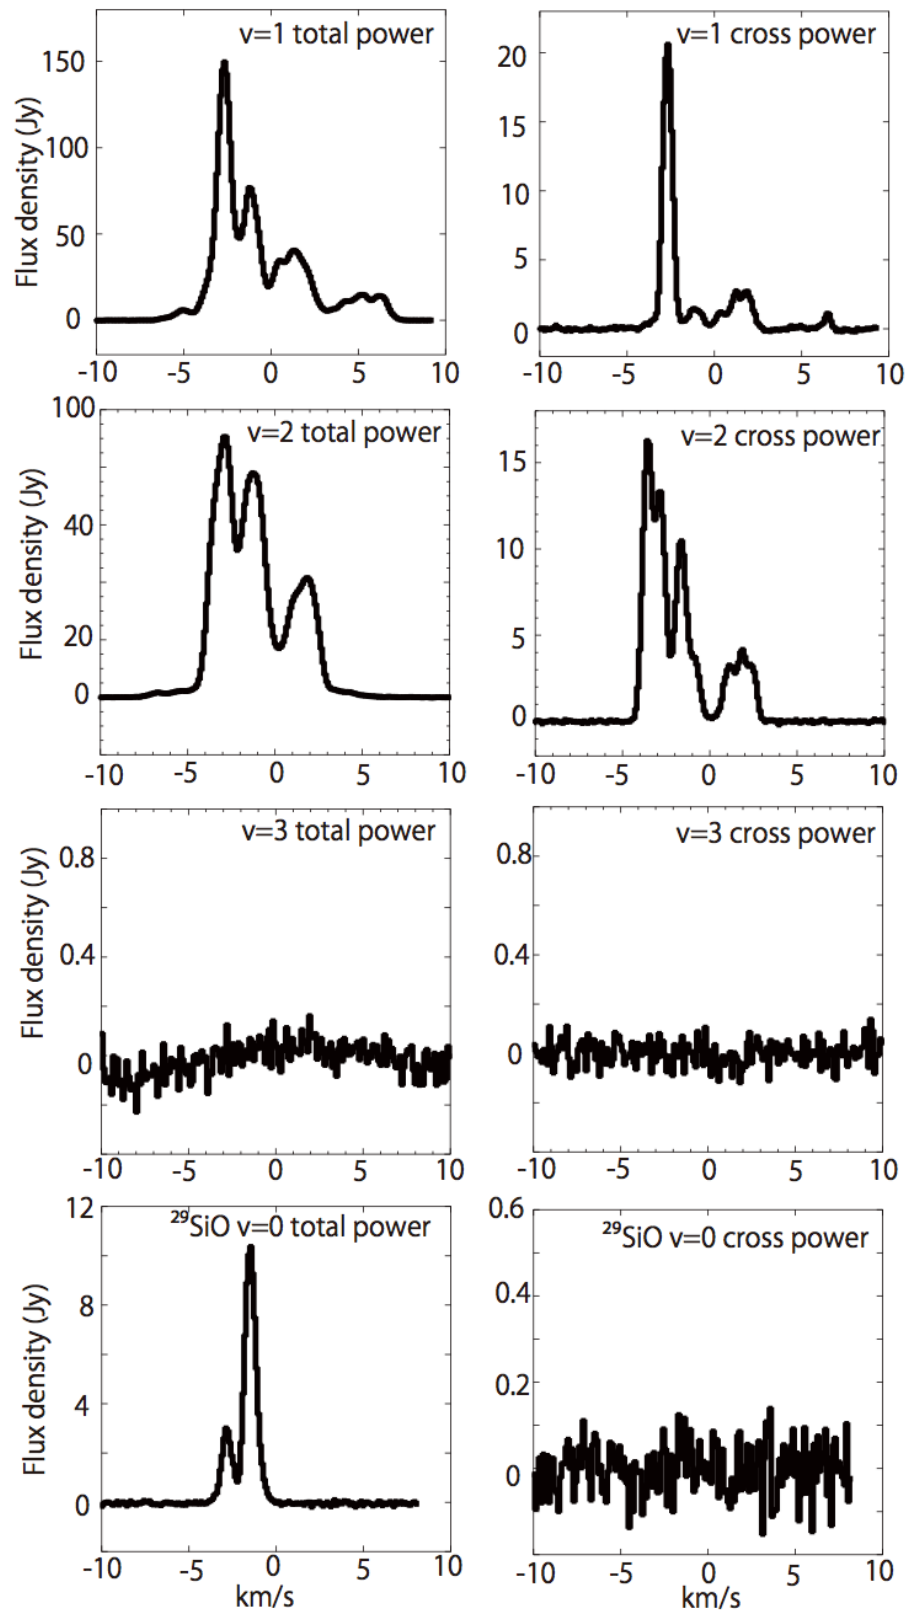 v=1 total power
Flux density (Jy)
150
100
50
0
-10 -5 0 5 10
v=1 cross power
20
15
10
5
0
-10 -5 0 5 10
v=2 total power
Flux density (Jy)
100
40
20
0
-10 -5 0 5 10
v=2 cross power
15
10
5
0
-10 -5 0 5 10
v=3 total power
Flux density (Jy)
0.8
0.4
0
-10 -5 0 5 10
v=3 cross power
0.8
0.4
0
-10 -5 0 5 10
²⁹SiO v=0 total power
Flux density (Jy)
12
8
4
0
-10 -5 0 5 10
km/s
²⁹SiO v=0 cross power
0.6
0.4
0.2
0
-10 -5 0 5 10
km/s